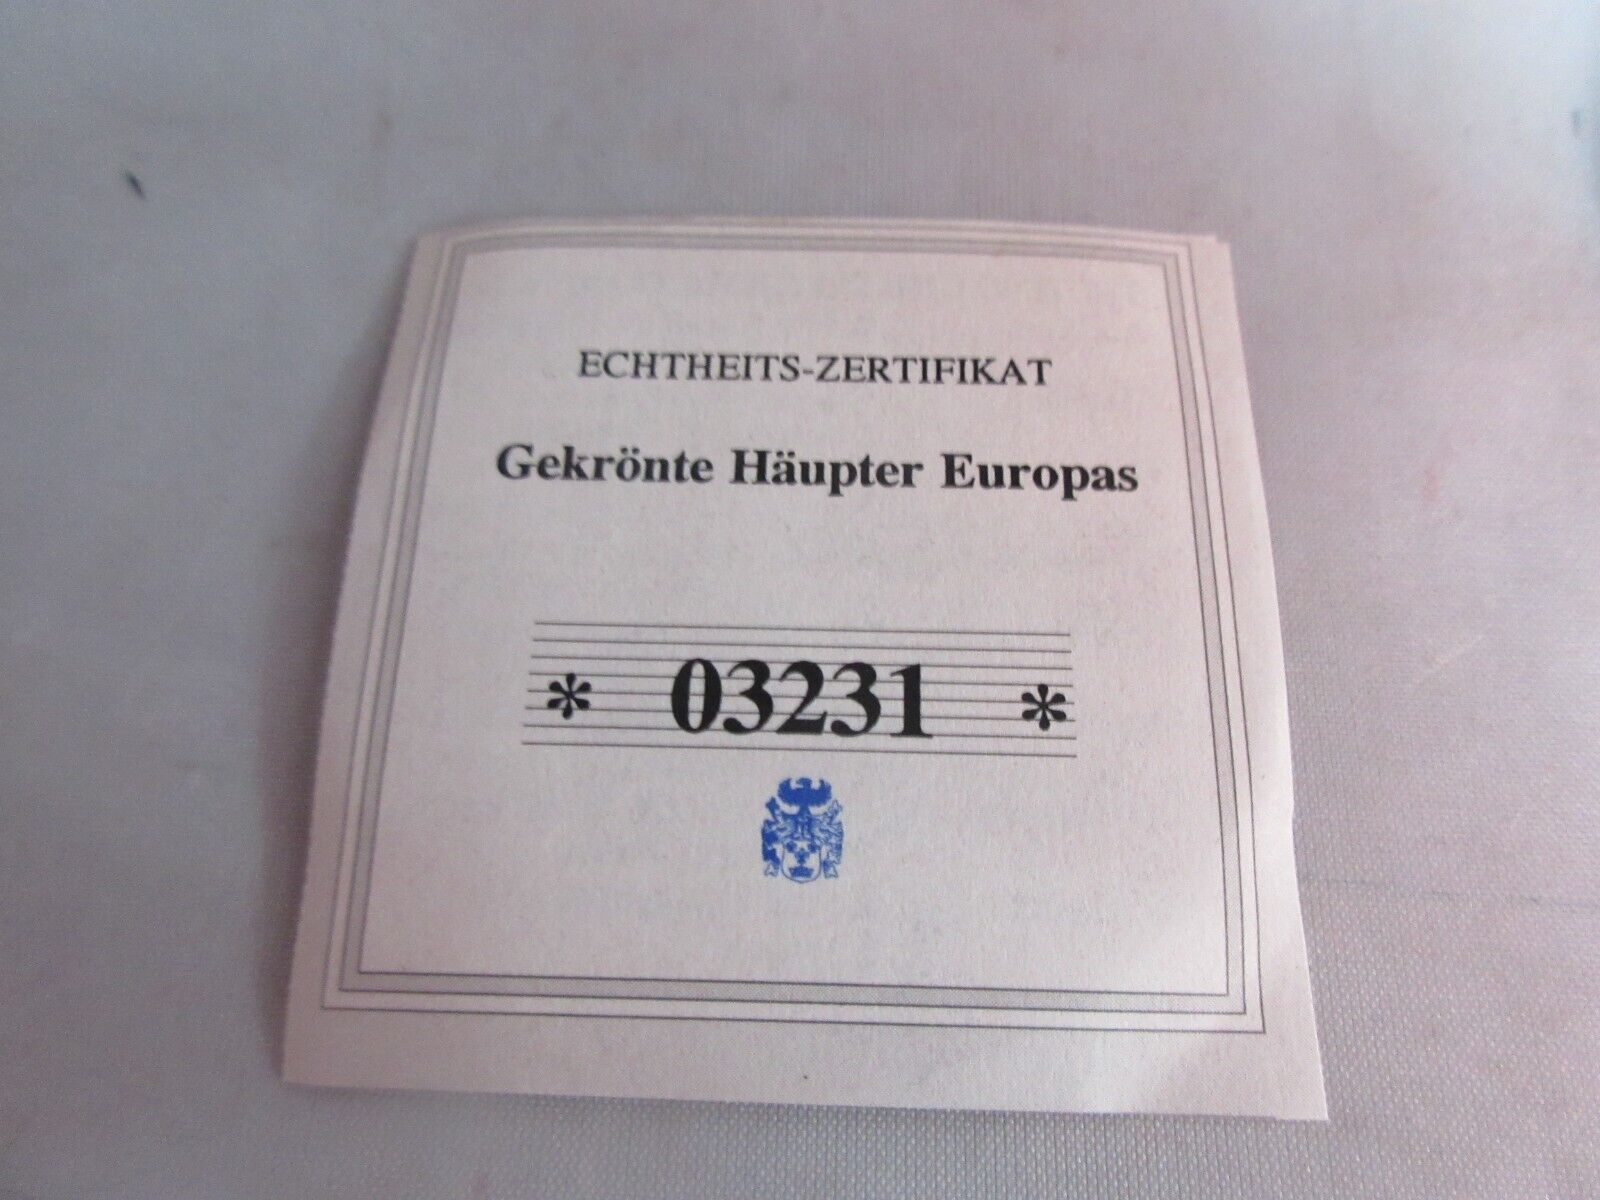 ECHTHEITS-ZERTIFIKAT
Gekrönte Häupter Europas
* 03231 *